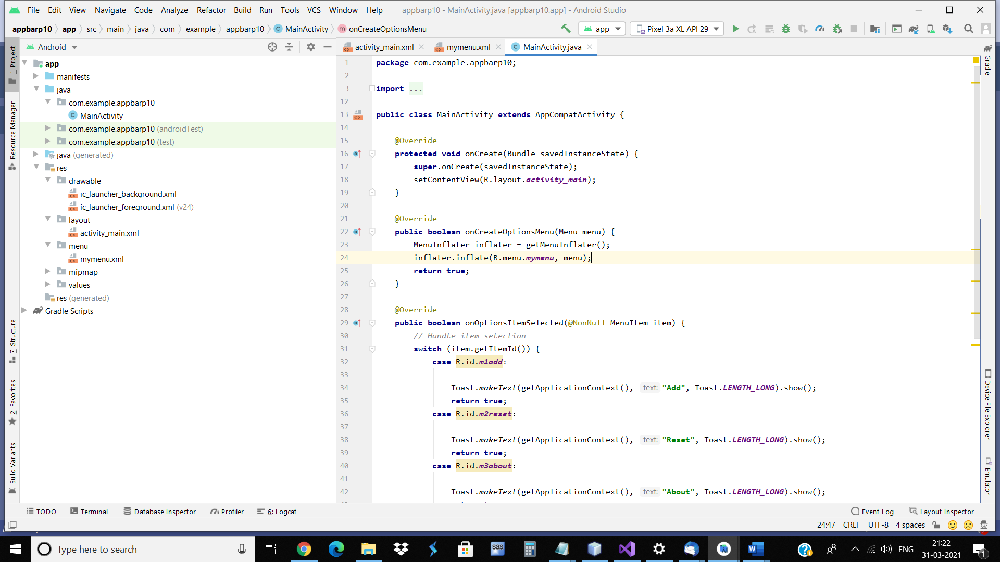 File Edit View Navigate Code Analyze Refactor Build Run Tools VCS Window Help appbarp10 - MainActivity.java [appbarp10.app] - Android Studio
appbarp10 app src main java com example appbarp10 C MainActivity m onCreateOptionsMenu app Pixel 3a XL API 29
Android activity_main.xml mymenu.xml C MainActivity.java
1: Project
Resource Manager
7: Structure
2: Favorites
Build Variants
app
manifests
java
com.example.appbarp10
C MainActivity
com.example.appbarp10 (androidTest)
com.example.appbarp10 (test)
java (generated)
res
drawable
ic_launcher_background.xml
ic_launcher_foreground.xml (v24)
layout
activity_main.xml
menu
mymenu.xml
mipmap
values
res (generated)
Gradle Scripts
1 package com.example.appbarp10;
2
3 import ...
12
13 public class MainActivity extends AppCompatActivity {
14
15 @Override
16 protected void onCreate(Bundle savedInstanceState) {
17 super.onCreate(savedInstanceState);
18 setContentView(R.layout.activity_main);
19 }
20
21 @Override
22 public boolean onCreateOptionsMenu(Menu menu) {
23 MenuInflater inflater = getMenuInflater();
24 inflater.inflate(R.menu.mymenu, menu);
25 return true;
26 }
27
28 @Override
29 public boolean onOptionsItemSelected(@NonNull MenuItem item) {
30 // Handle item selection
31 switch (item.getItemId()) {
32 case R.id.m1add:
33
34 Toast.makeText(getApplicationContext(), text: "Add", Toast.LENGTH_LONG).show();
35 return true;
36 case R.id.m2reset:
37
38 Toast.makeText(getApplicationContext(), text: "Reset", Toast.LENGTH_LONG).show();
39 return true;
40 case R.id.m3about:
41
42 Toast.makeText(getApplicationContext(), text: "About", Toast.LENGTH_LONG).show();
Gradle
Device File Explorer
Emulator
TODO Terminal Database Inspector Profiler 6: Logcat Event Log Layout Inspector
24:47 CRLF UTF-8 4 spaces
Type here to search
sas
W
ENG
21:22
31-03-2021
1